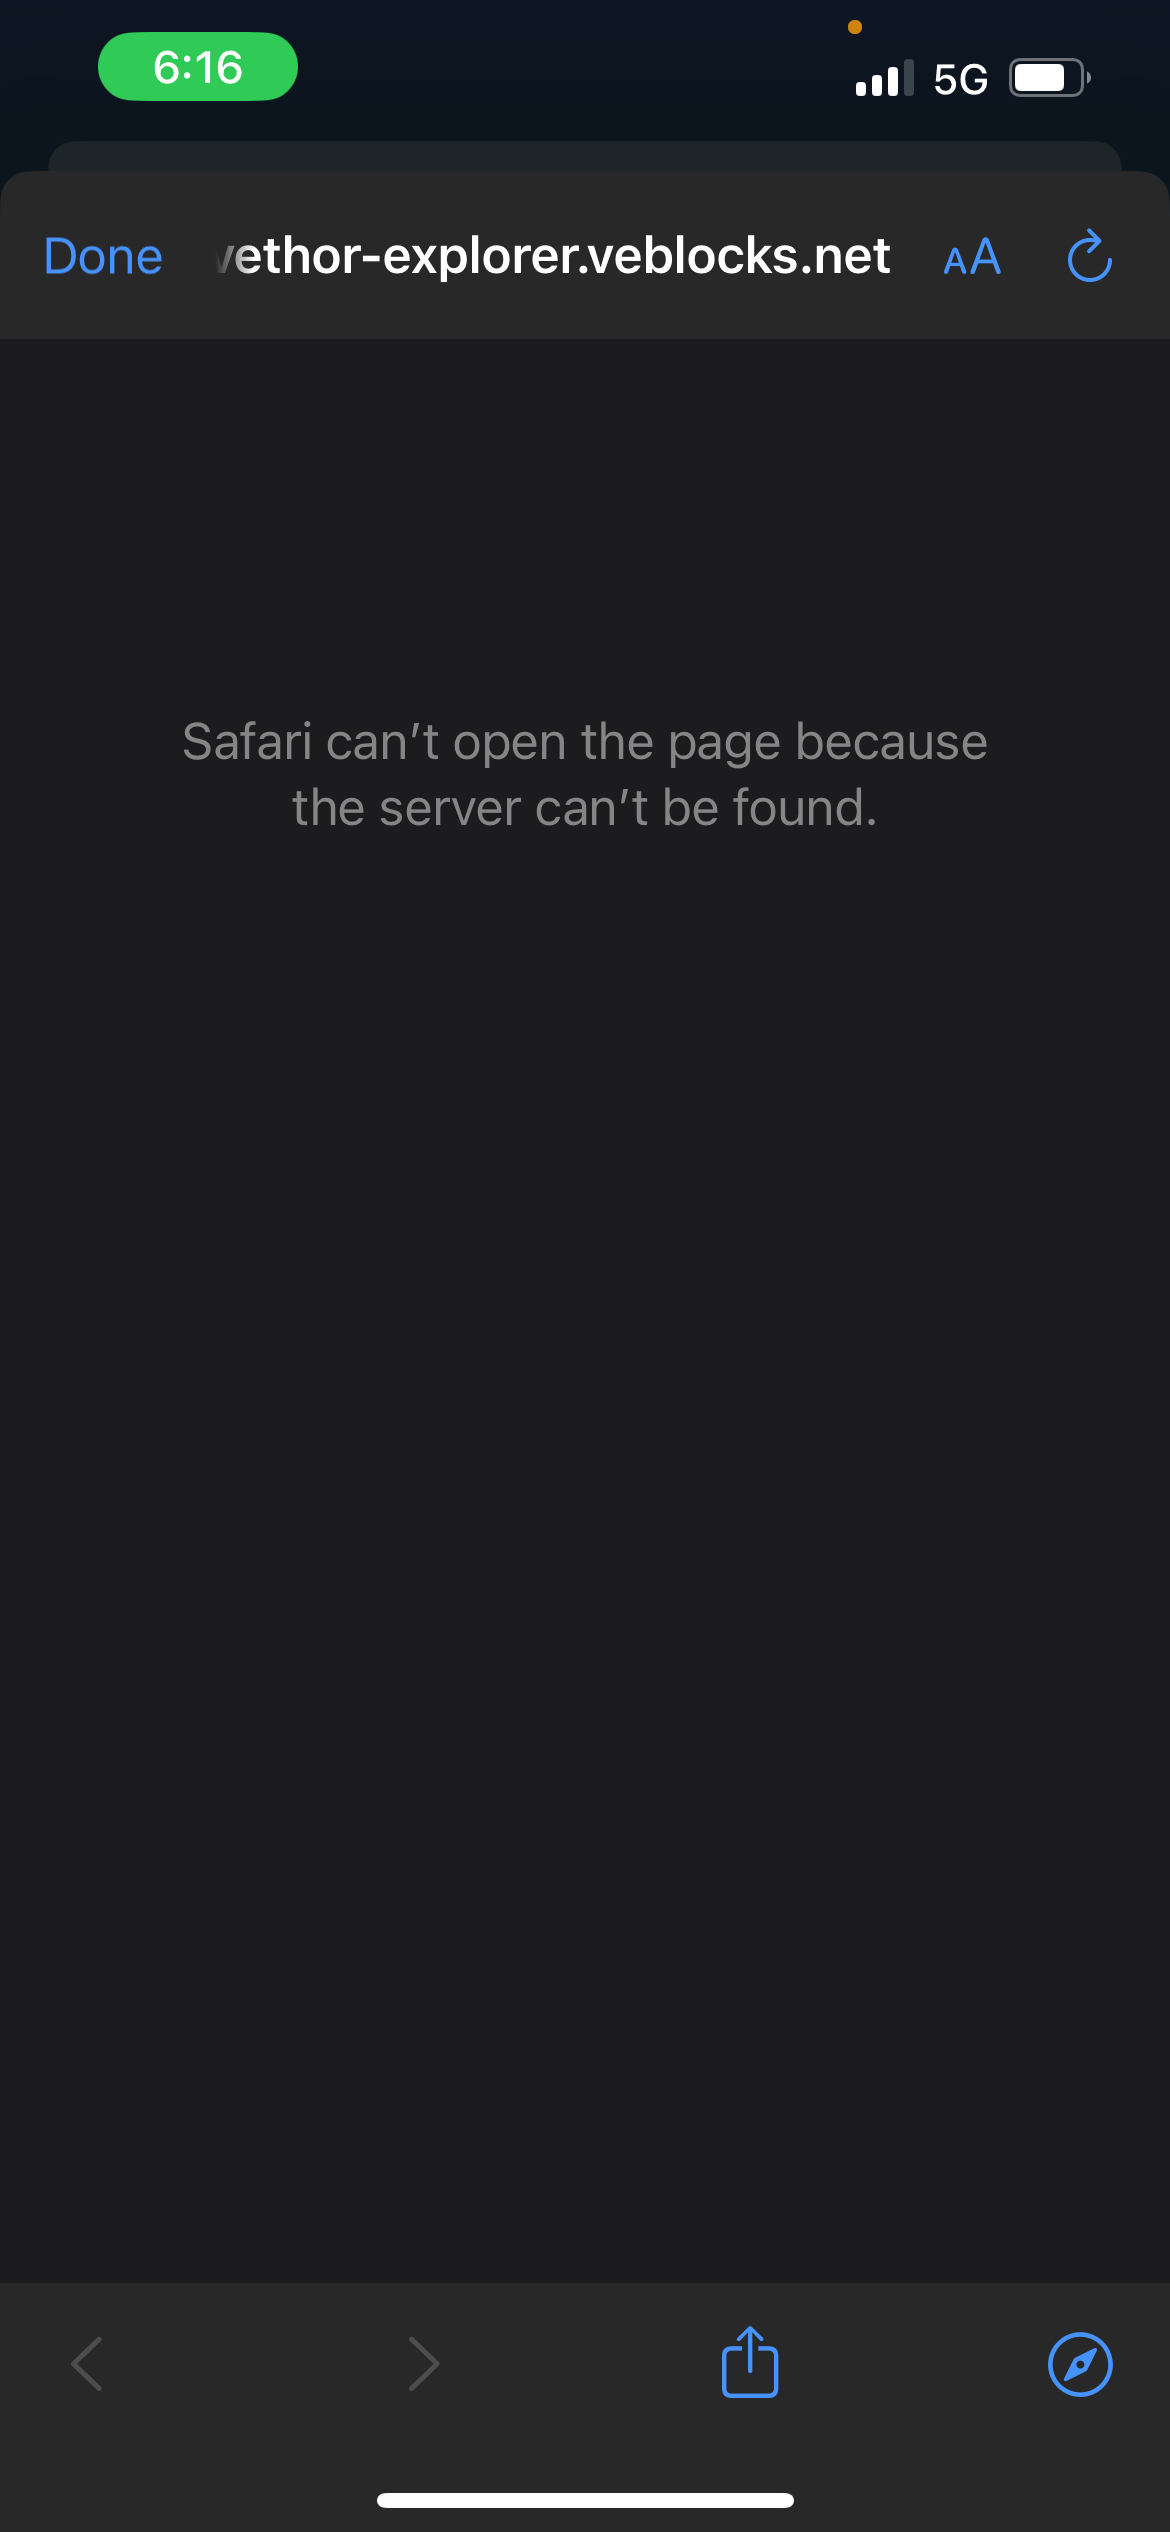 6:16
5G
Done vethor-explorer.veblocks.net AA
Safari can’t open the page because
the server can’t be found.